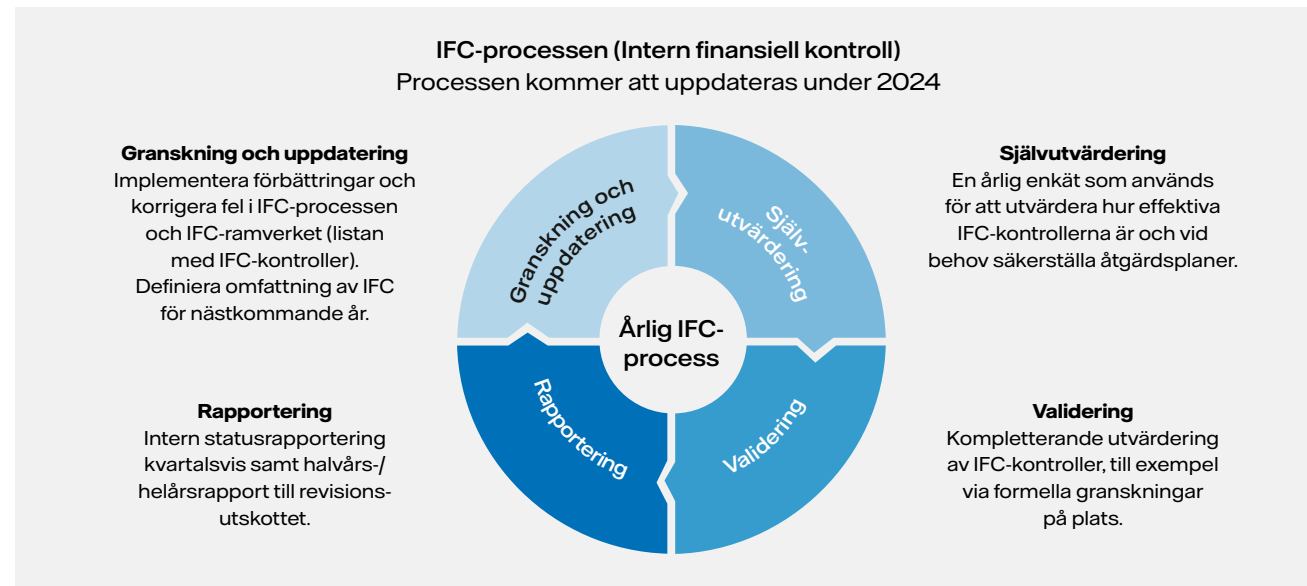 IFC-processen (Intern finansiell kontroll)
Processen kommer att uppdateras under 2024
Granskning och uppdatering
Implementera förbättringar och
korrigera fel i IFC-processen
och IFC-ramverket (listan
med IFC-kontroller).
Definiera omfattning av IFC
för nästkommande år.
Självutvärdering
En årlig enkät som används
för att utvärdera hur effektiva
IFC-kontrollerna är och vid
behov säkerställa åtgärdsplaner.
Granskning och
uppdatering
Själv-
utvärdering
Årlig IFC-
process
Rapportering
Validering
Rapportering
Intern statusrapportering
kvartalsvis samt halvårs-/
helårsrapport till revisions-
utskottet.
Validering
Kompletterande utvärdering
av IFC-kontroller, till exempel
via formella granskningar
på plats.